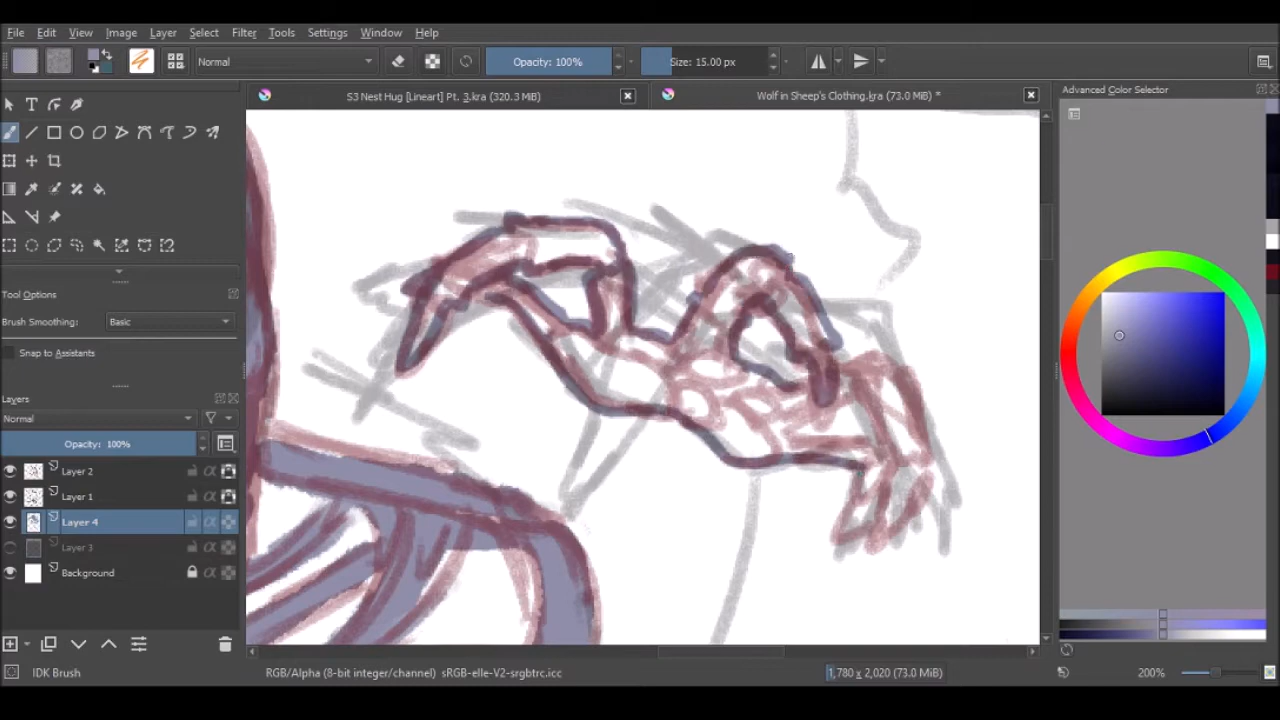 File Edit View Image Layer Select Filter Tools Settings Window Help
Normal Opacity: 100% Size: 15.00 px
S3 Nest Hug [Lineart] Pt. 3.kra (320.3 MiB) Wolf in Sheep's Clothing.kra (73.0 MiB) *
Advanced Color Selector
Tool Options
Brush Smoothing: Basic
Snap to Assistants
Layers
Normal
Opacity: 100%
Layer 2
Layer 1
Layer 4
Layer 3
Background
IDK Brush RGB/Alpha (8-bit integer/channel) sRGB-elle-V2-srgbtrc.icc 1,780 x 2,020 (73.0 MiB) 200%